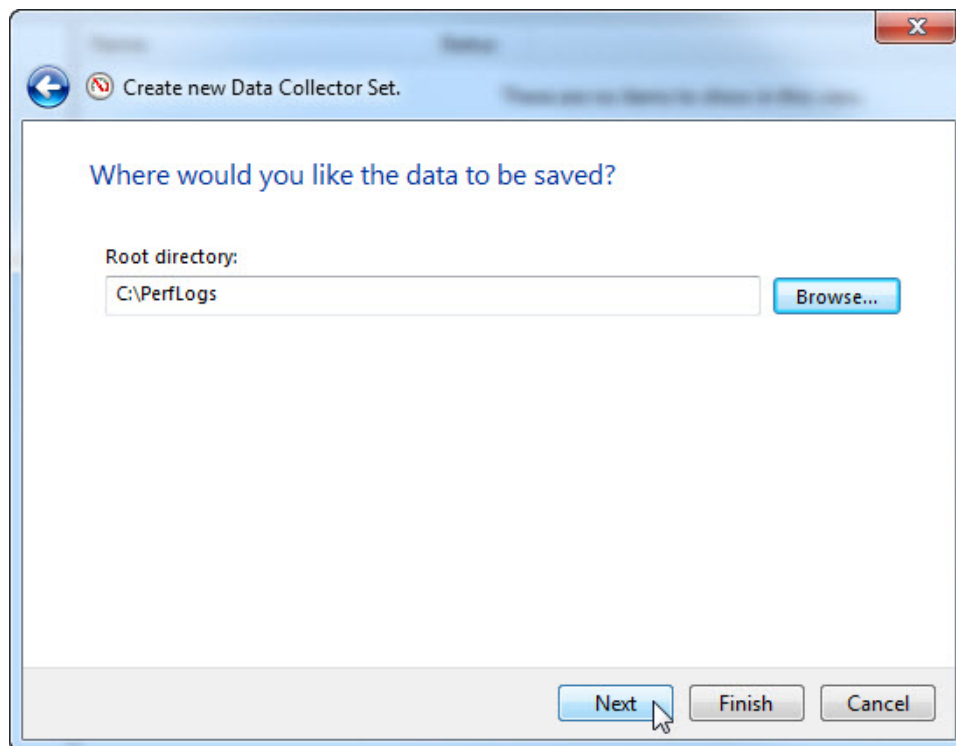 Create new Data Collector Set.
Where would you like the data to be saved?
Root directory:
C:\PerfLogs
Browse...
Next
Finish
Cancel